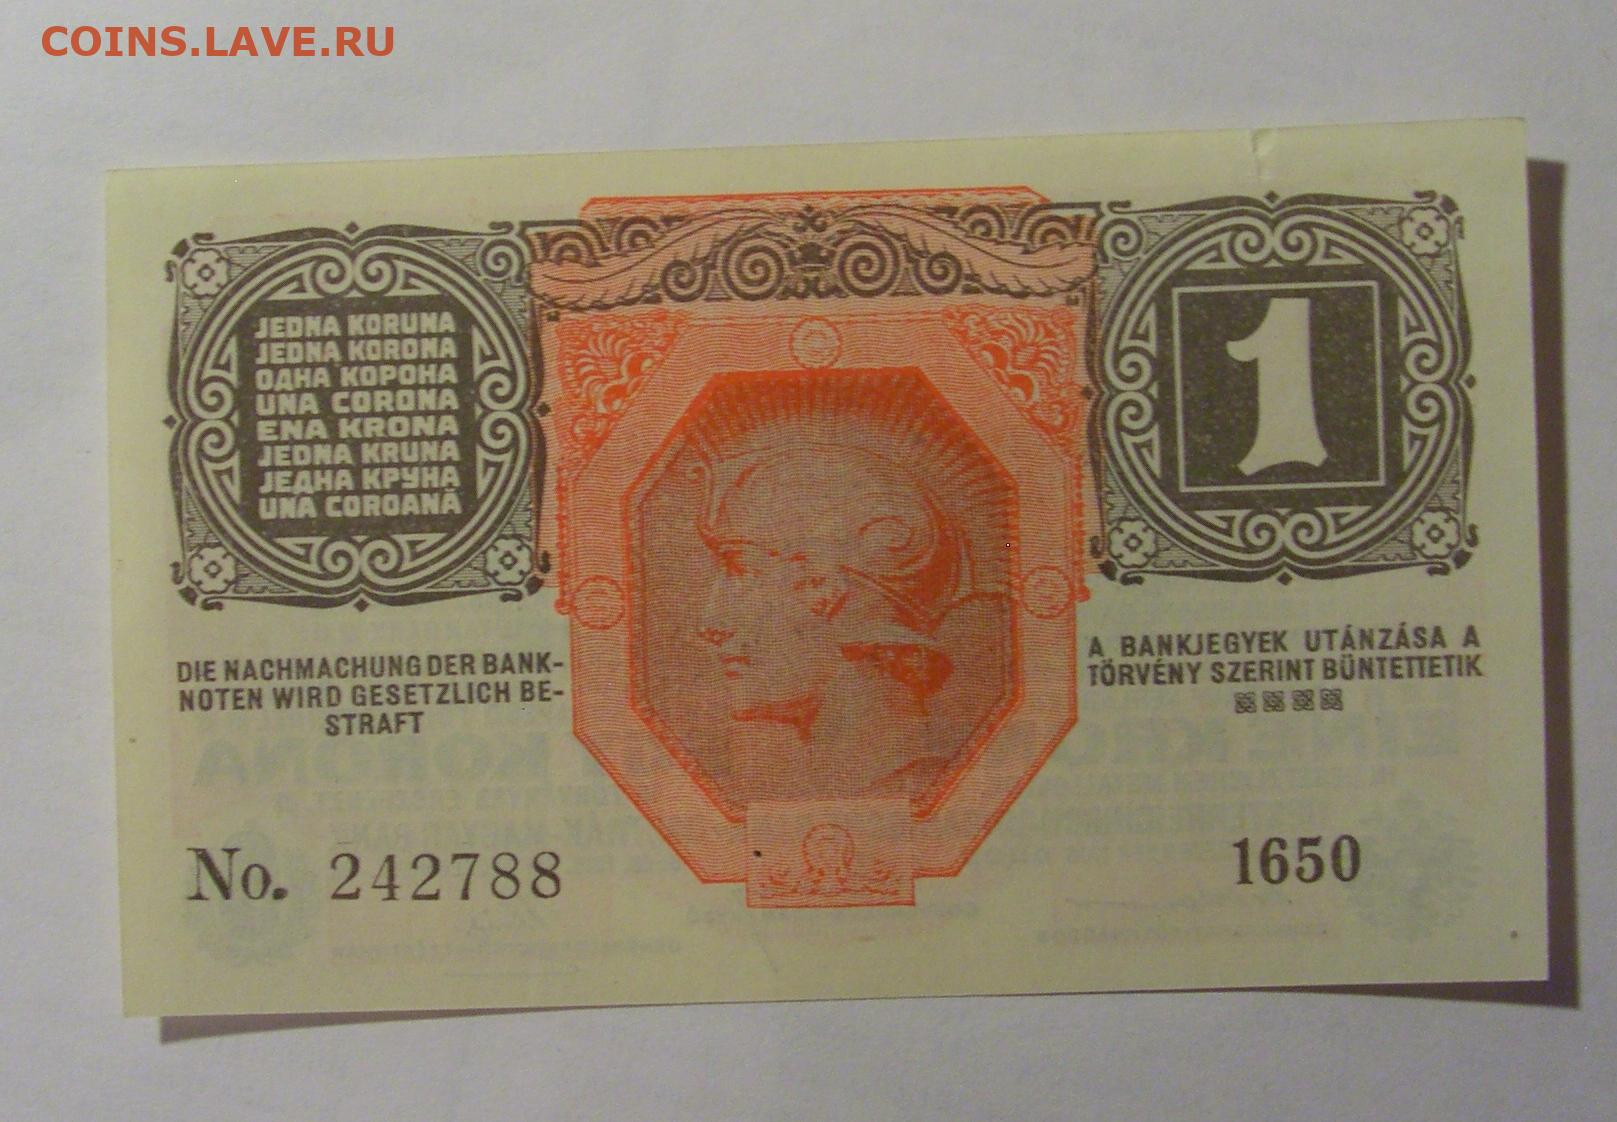 COINS.LAVE.RU
JEDNA KORUNA
JEDNA KORONA
ОДНА КОРОНА
UNA CORONA
ENA KRONA
JEDNA KRUNA
ЈЕДНА КРУНА
UNĂ COROANĂ
1
DIE NACHMACHUNG DER BANK-
NOTEN WIRD GESETZLICH BE-
STRAFT
A BANKJEGYEK UTÁNZÁSA A
TÖRVÉNY SZERINT BÜNTETTETIK
No. 242788
1650